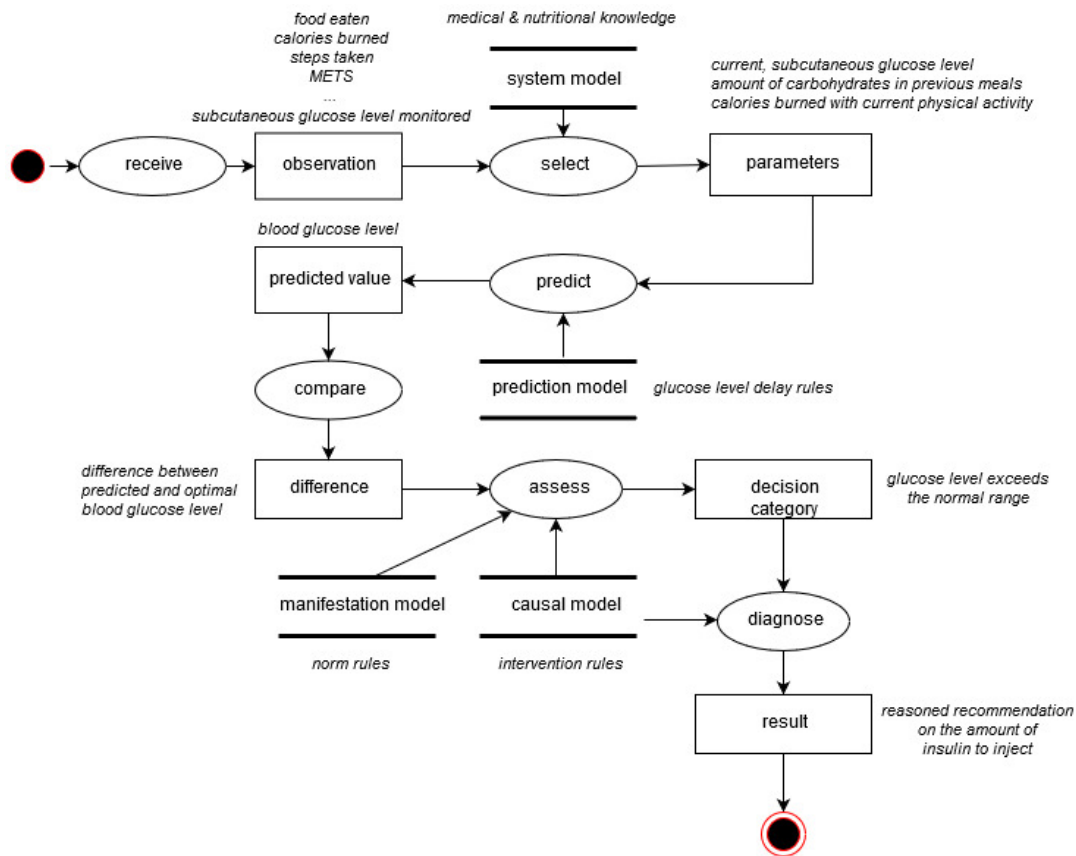 food eaten
calories burned
steps taken
METS
...
subcutaneous glucose level monitored
medical & nutritional knowledge
system model
current, subcutaneous glucose level
amount of carbohydrates in previous meals
calories burned with current physical activity
receive
observation
select
parameters
blood glucose level
predicted value
predict
compare
prediction model
glucose level delay rules
difference between
predicted and optimal
blood glucose level
difference
assess
decision
category
glucose level exceeds
the normal range
manifestation model
norm rules
causal model
intervention rules
diagnose
result
reasoned recommendation
on the amount of
insulin to inject